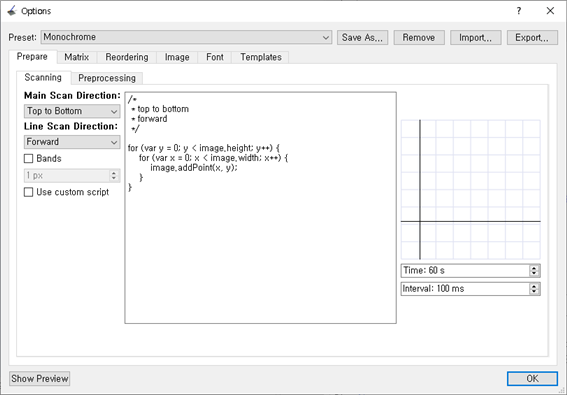 Options
Preset: Monochrome Save As... Remove Import... Export...
Prepare Matrix Reordering Image Font Templates
Scanning Preprocessing
Main Scan Direction:
Top to Bottom
Line Scan Direction:
Forward
Bands
1 px
Use custom script
/*
* top to bottom
* forward
*/
for (var y = 0; y < image.height; y++) {
for (var x = 0; x < image.width; x++) {
image.addPoint(x, y);
}
}
Time: 60 s
Interval: 100 ms
Show Preview OK